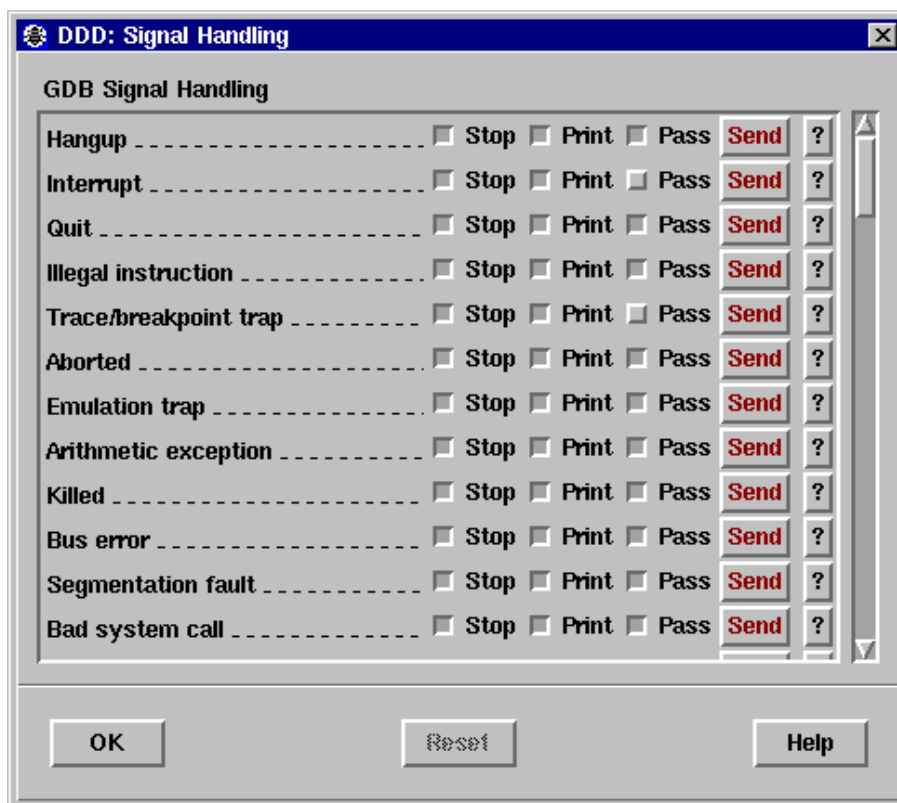 DDD: Signal Handling
GDB Signal Handling
Hangup Stop Print Pass Send ?
Interrupt Stop Print Pass Send ?
Quit Stop Print Pass Send ?
Illegal instruction Stop Print Pass Send ?
Trace/breakpoint trap Stop Print Pass Send ?
Aborted Stop Print Pass Send ?
Emulation trap Stop Print Pass Send ?
Arithmetic exception Stop Print Pass Send ?
Killed Stop Print Pass Send ?
Bus error Stop Print Pass Send ?
Segmentation fault Stop Print Pass Send ?
Bad system call Stop Print Pass Send ?
OK Reset Help